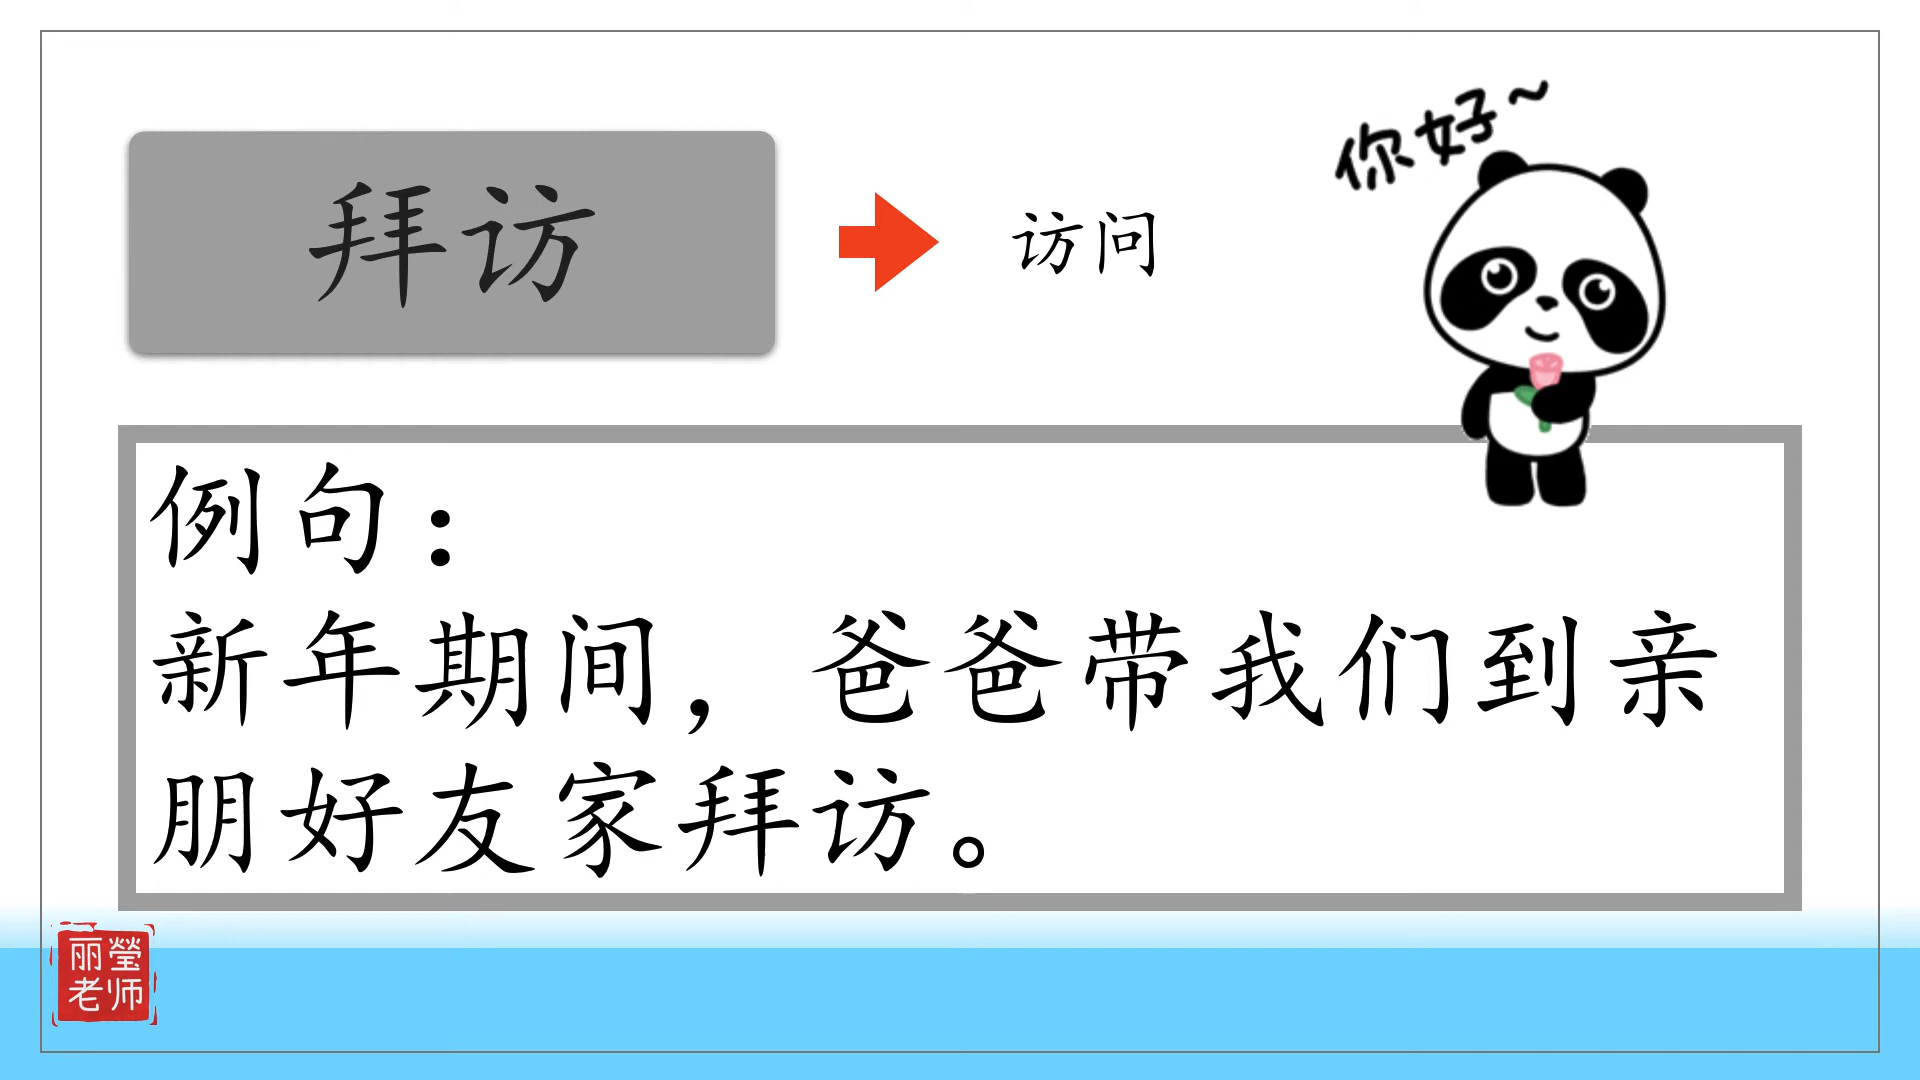 拜访
访问
你好~
例句：
新年期间，爸爸带我们到亲
朋好友家拜访。
丽瑩
老师